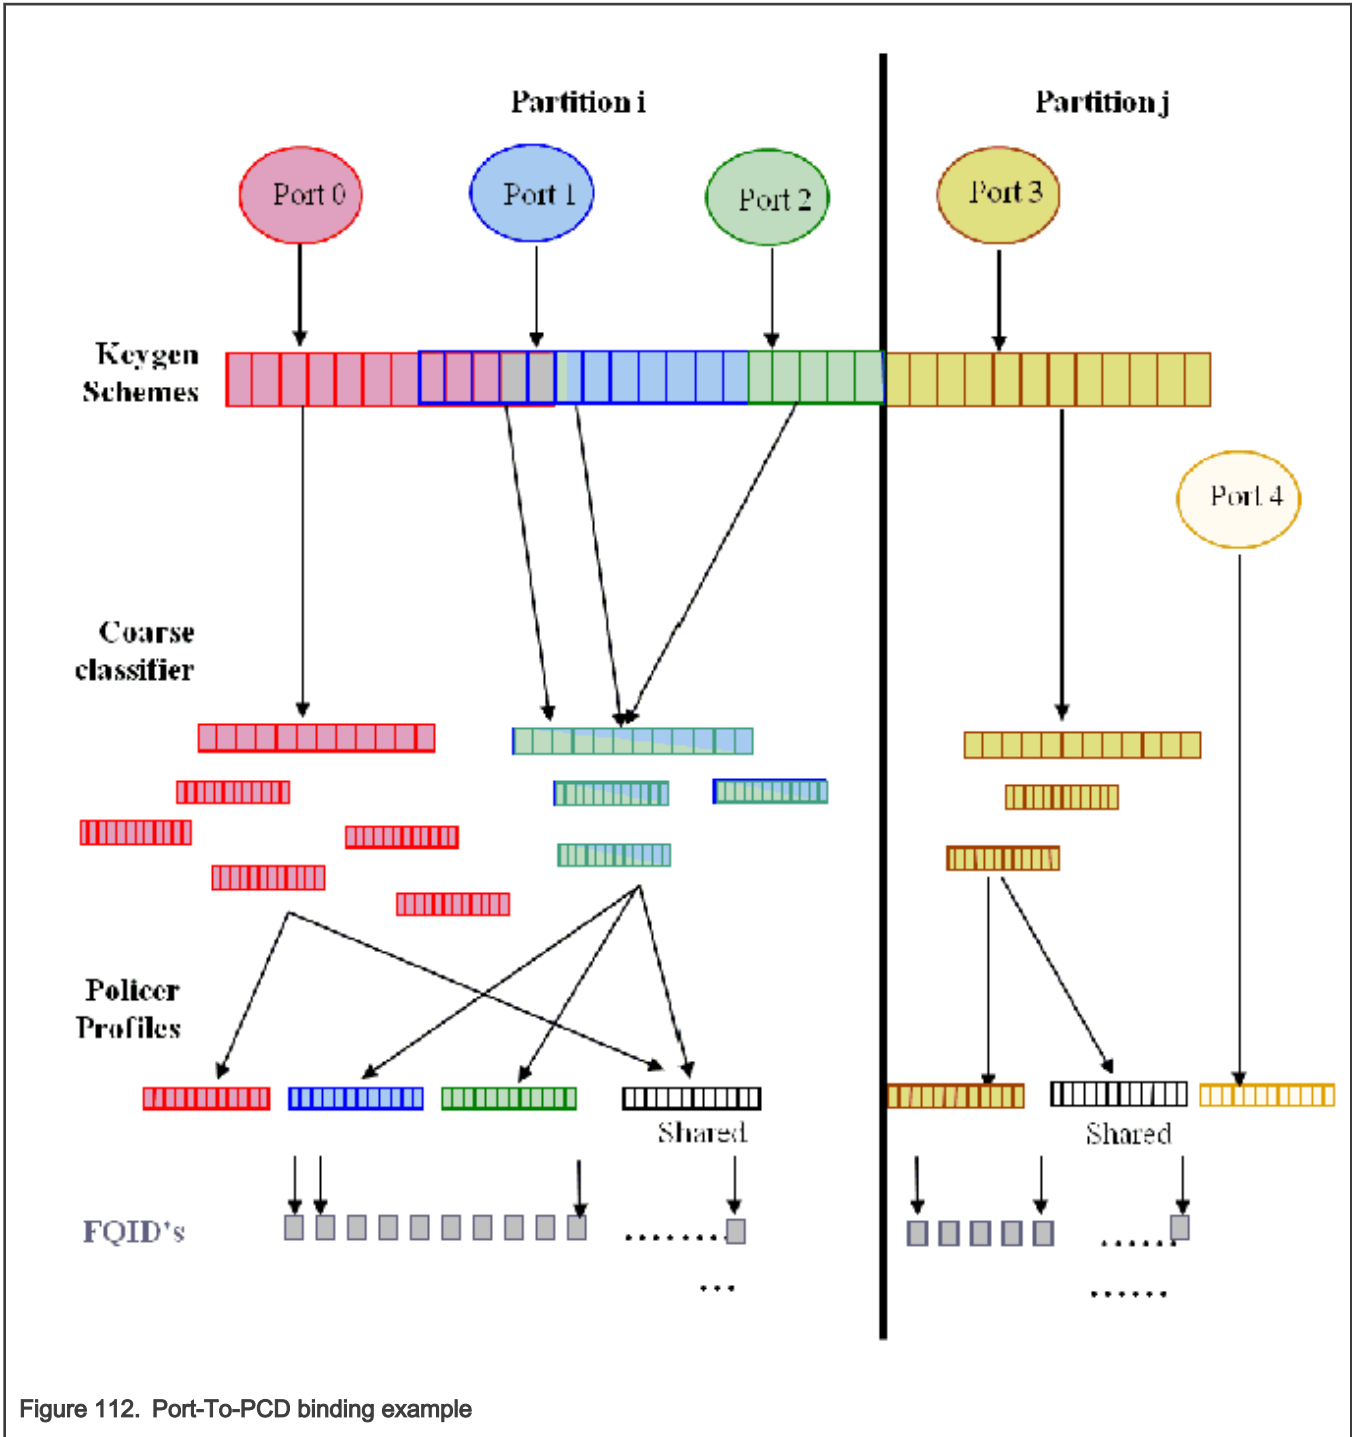 Partition i
Partition j
Port 0
Port 1
Port 2
Port 3
Keygen
Schemes
Port 4
Coarse
classifier
Policer
Profiles
Shared
Shared
FQID's
Figure 112. Port-To-PCD binding example